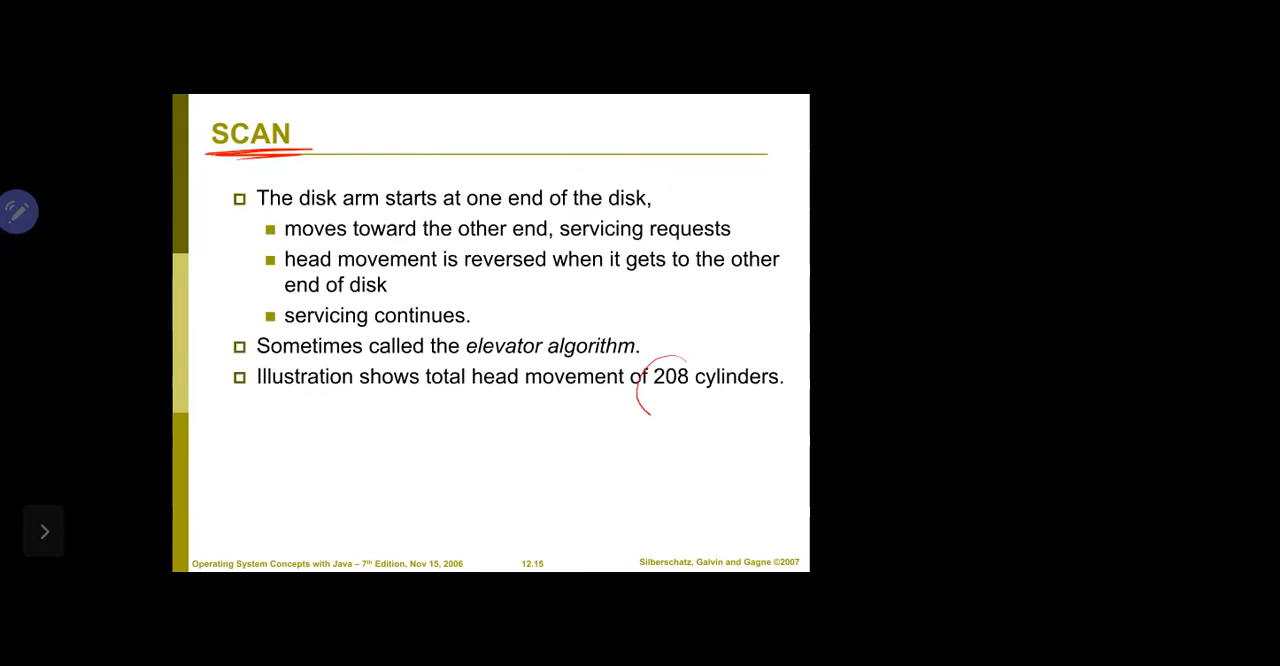 SCAN
The disk arm starts at one end of the disk,
moves toward the other end, servicing requests
head movement is reversed when it gets to the other
end of disk
servicing continues.
Sometimes called the elevator algorithm.
Illustration shows total head movement of 208 cylinders.
Operating System Concepts with Java – 7th Edition, Nov 15, 2006
12.15
Silberschatz, Galvin and Gagne ©2007